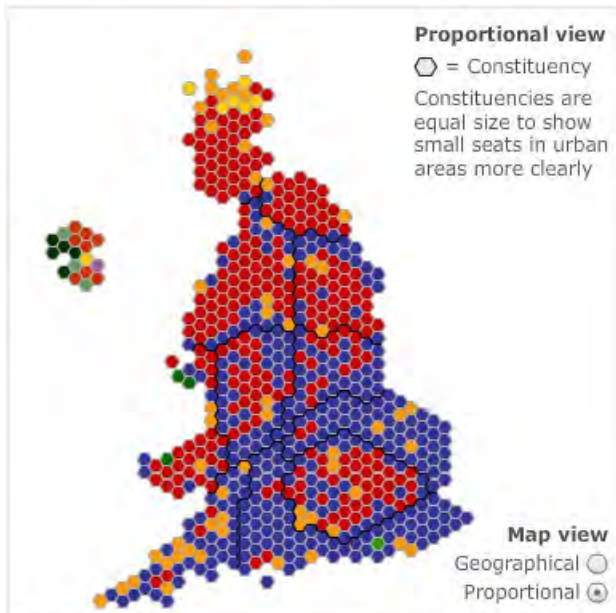 Proportional view
= Constituency
Constituencies are
equal size to show
small seats in urban
areas more clearly
Map view
Geographical
Proportional